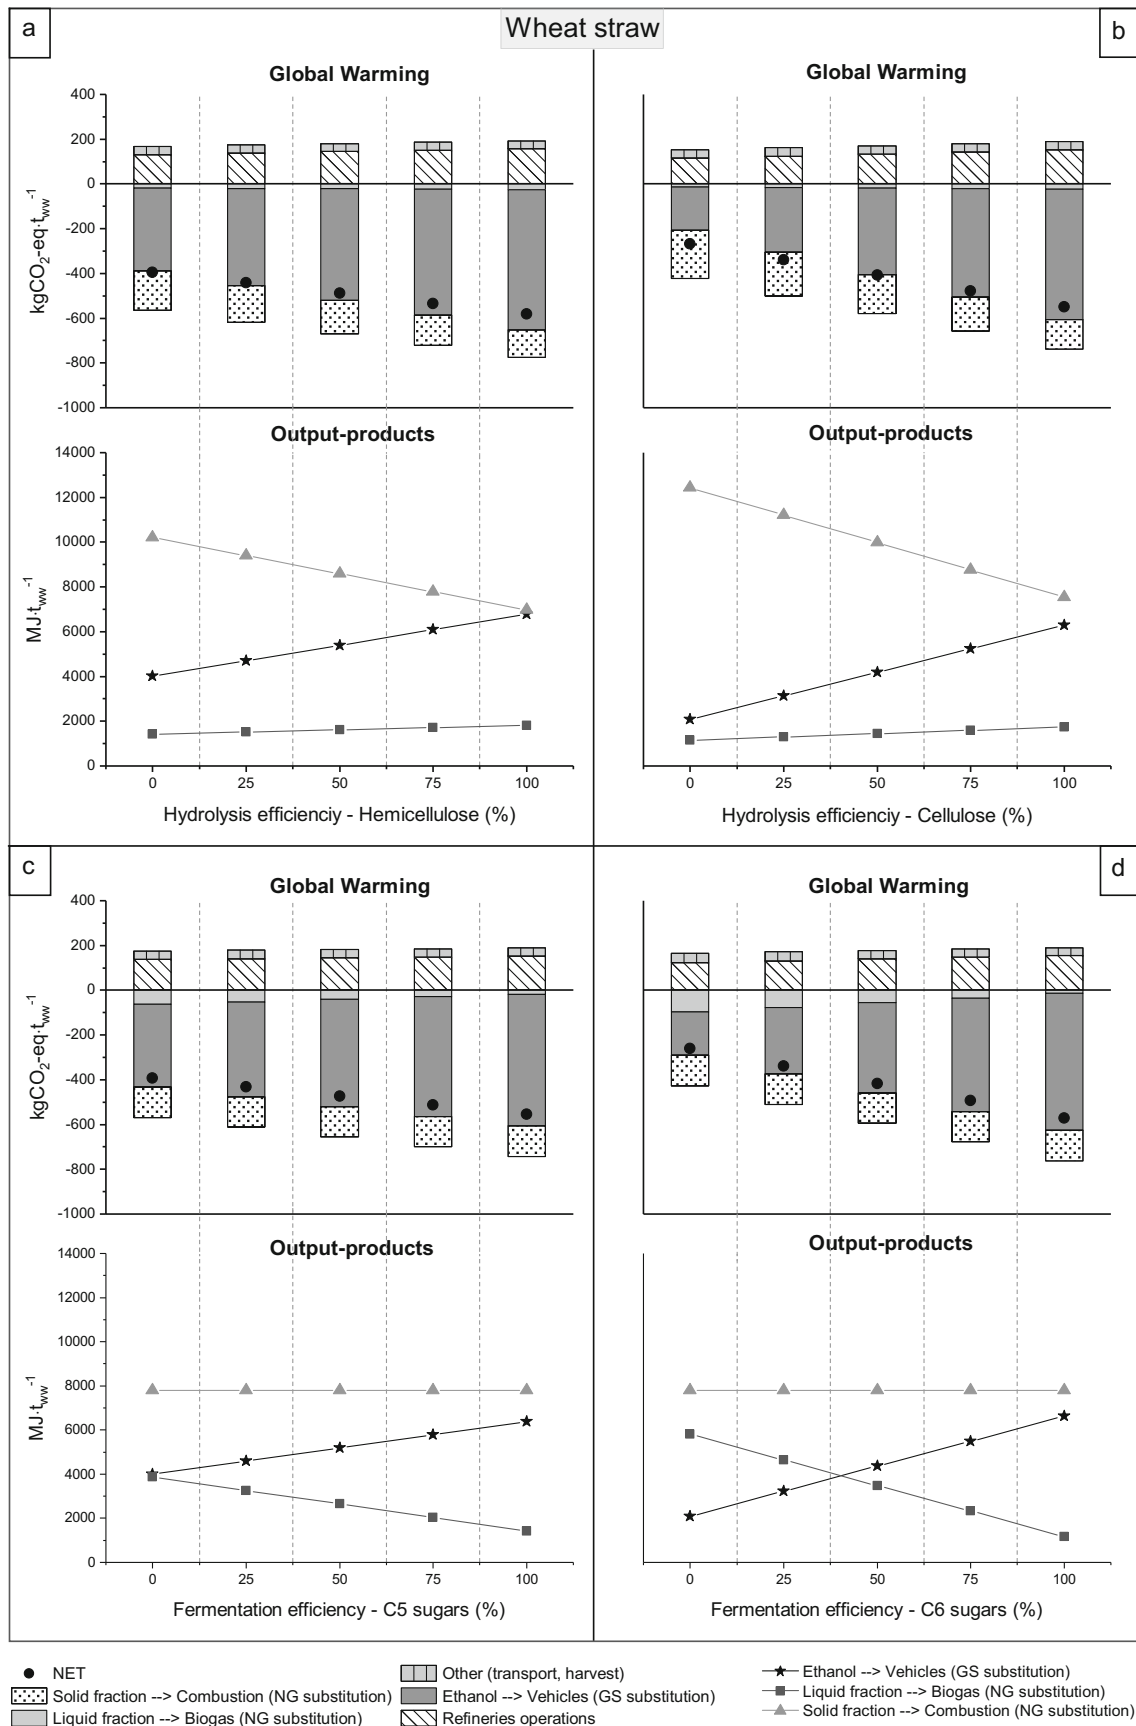 a
Wheat straw
b
Global Warming
Global Warming
400
200
0
-200
-400
-600
-800
-1000
kgCO2-eq·tww-1
Output-products
Output-products
14000
12000
10000
8000
6000
4000
2000
0
MJ·tww-1
0 25 50 75 100
0 25 50 75 100
Hydrolysis efficienciy - Hemicellulose (%)
Hydrolysis efficienciy - Cellulose (%)
c
d
Global Warming
Global Warming
400
200
0
-200
-400
-600
-800
-1000
kgCO2-eq·tww-1
Output-products
Output-products
14000
12000
10000
8000
6000
4000
2000
0
MJ·tww-1
0 25 50 75 100
0 25 50 75 100
Fermentation efficiency - C5 sugars (%)
Fermentation efficiency - C6 sugars (%)
NET
Solid fraction --> Combustion (NG substitution)
Liquid fraction --> Biogas (NG substitution)
Other (transport, harvest)
Ethanol --> Vehicles (GS substitution)
Refineries operations
Ethanol --> Vehicles (GS substitution)
Liquid fraction --> Biogas (NG substitution)
Solid fraction --> Combustion (NG substitution)